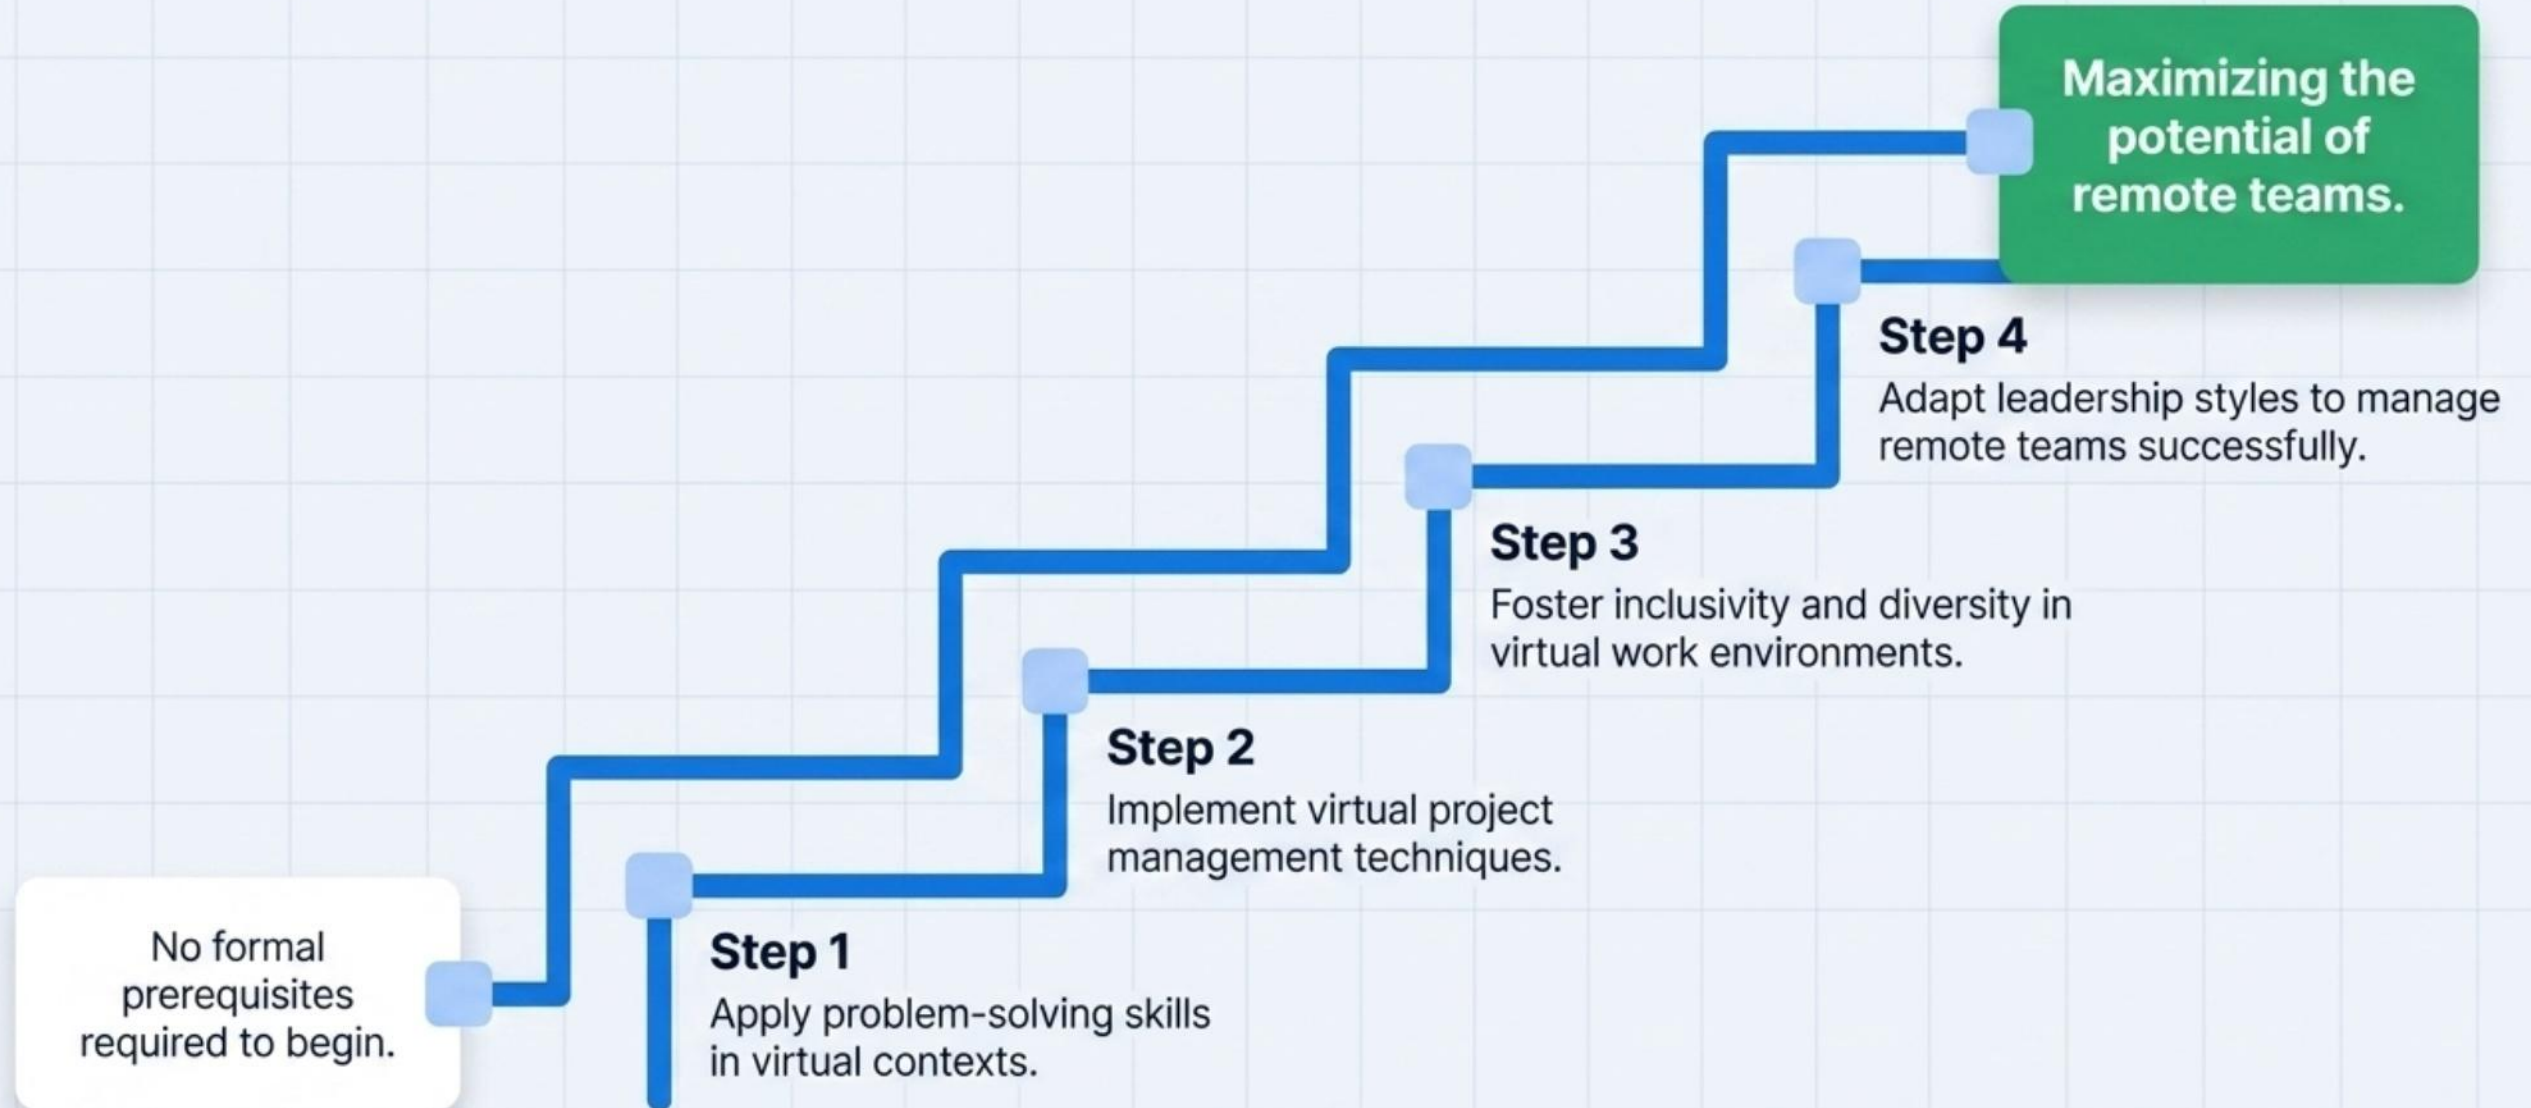 Maximizing the
potential of
remote teams.
Step 4
Adapt leadership styles to manage
remote teams successfully.
Step 3
Foster inclusivity and diversity in
virtual work environments.
Step 2
Implement virtual project
management techniques.
No formal
prerequisites
required to begin.
Step 1
Apply problem-solving skills
in virtual contexts.